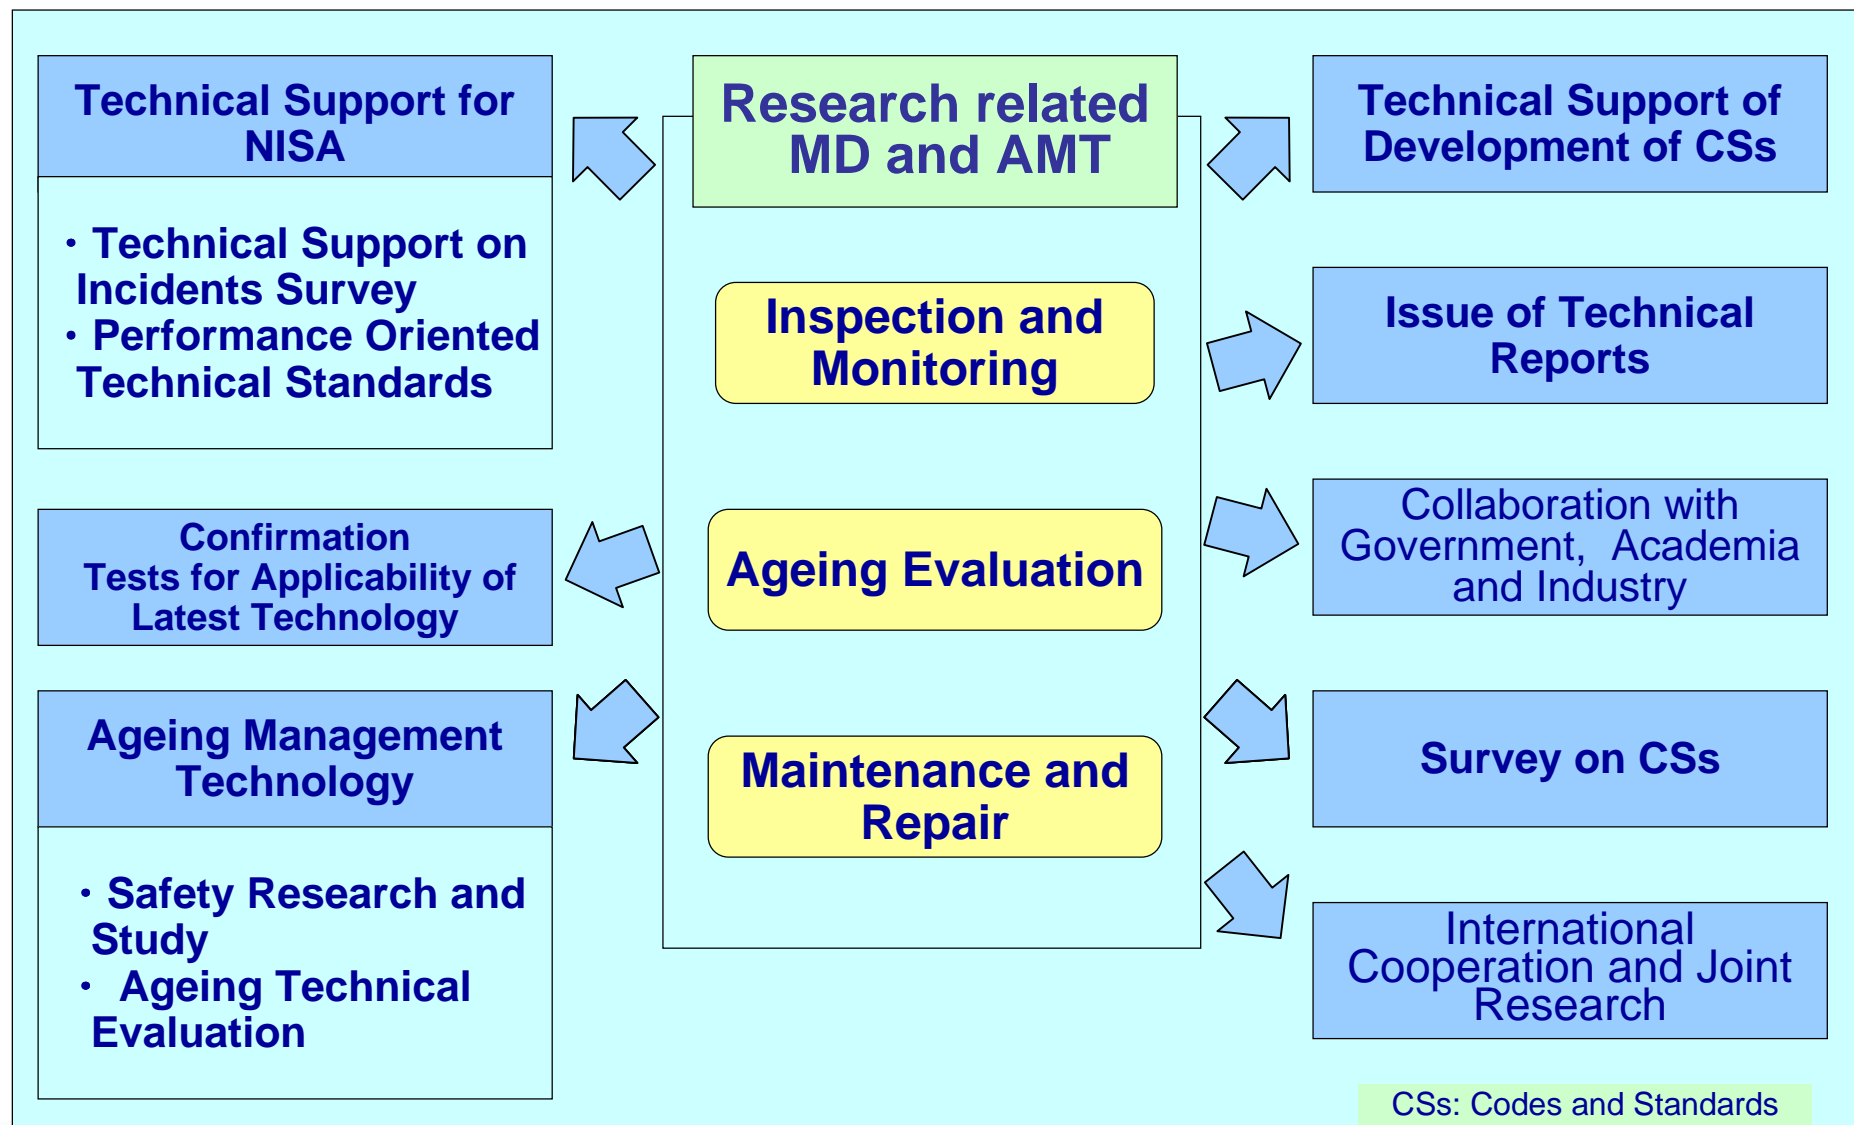 Technical Support for
NISA
・Technical Support on
Incidents Survey
・Performance Oriented
Technical Standards
Confirmation
Tests for Applicability of
Latest Technology
Ageing Management
Technology
・Safety Research and
Study
・ Ageing Technical
Evaluation
Research related
MD and AMT
Inspection and
Monitoring
Ageing Evaluation
Maintenance and
Repair
Technical Support of
Development of CSs
Issue of Technical
Reports
Collaboration with
Government, Academia
and Industry
Survey on CSs
International
Cooperation and Joint
Research
CSs: Codes and Standards